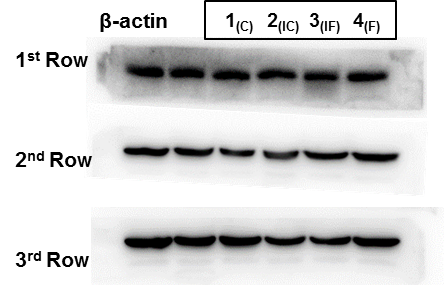 β-actin 1(C) 2(IC) 3(IF) 4(F)
1st Row
2nd Row
3rd Row